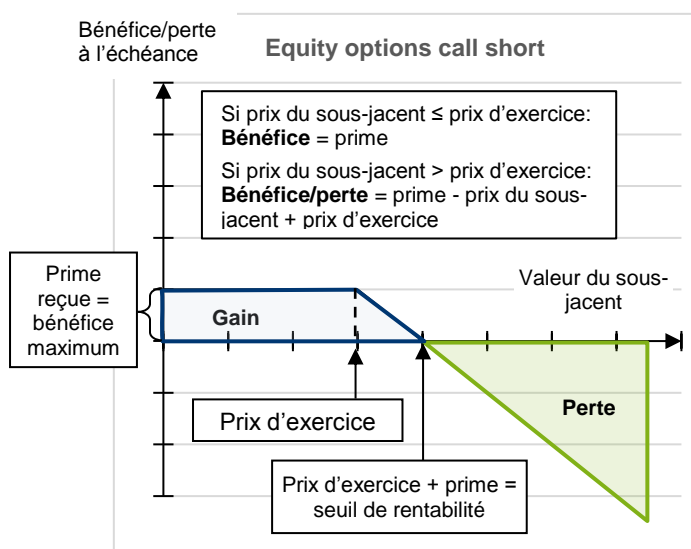 Bénéfice/perte
à l'échéance
Equity options call short
Si prix du sous-jacent ≤ prix d'exercice:
Bénéfice = prime
Si prix du sous-jacent > prix d'exercice:
Bénéfice/perte = prime - prix du sous-
jacent + prix d'exercice
Prime
reçue =
bénéfice
maximum
Valeur du sous-
jacent
Gain
Perte
Prix d'exercice
Prix d'exercice + prime =
seuil de rentabilité